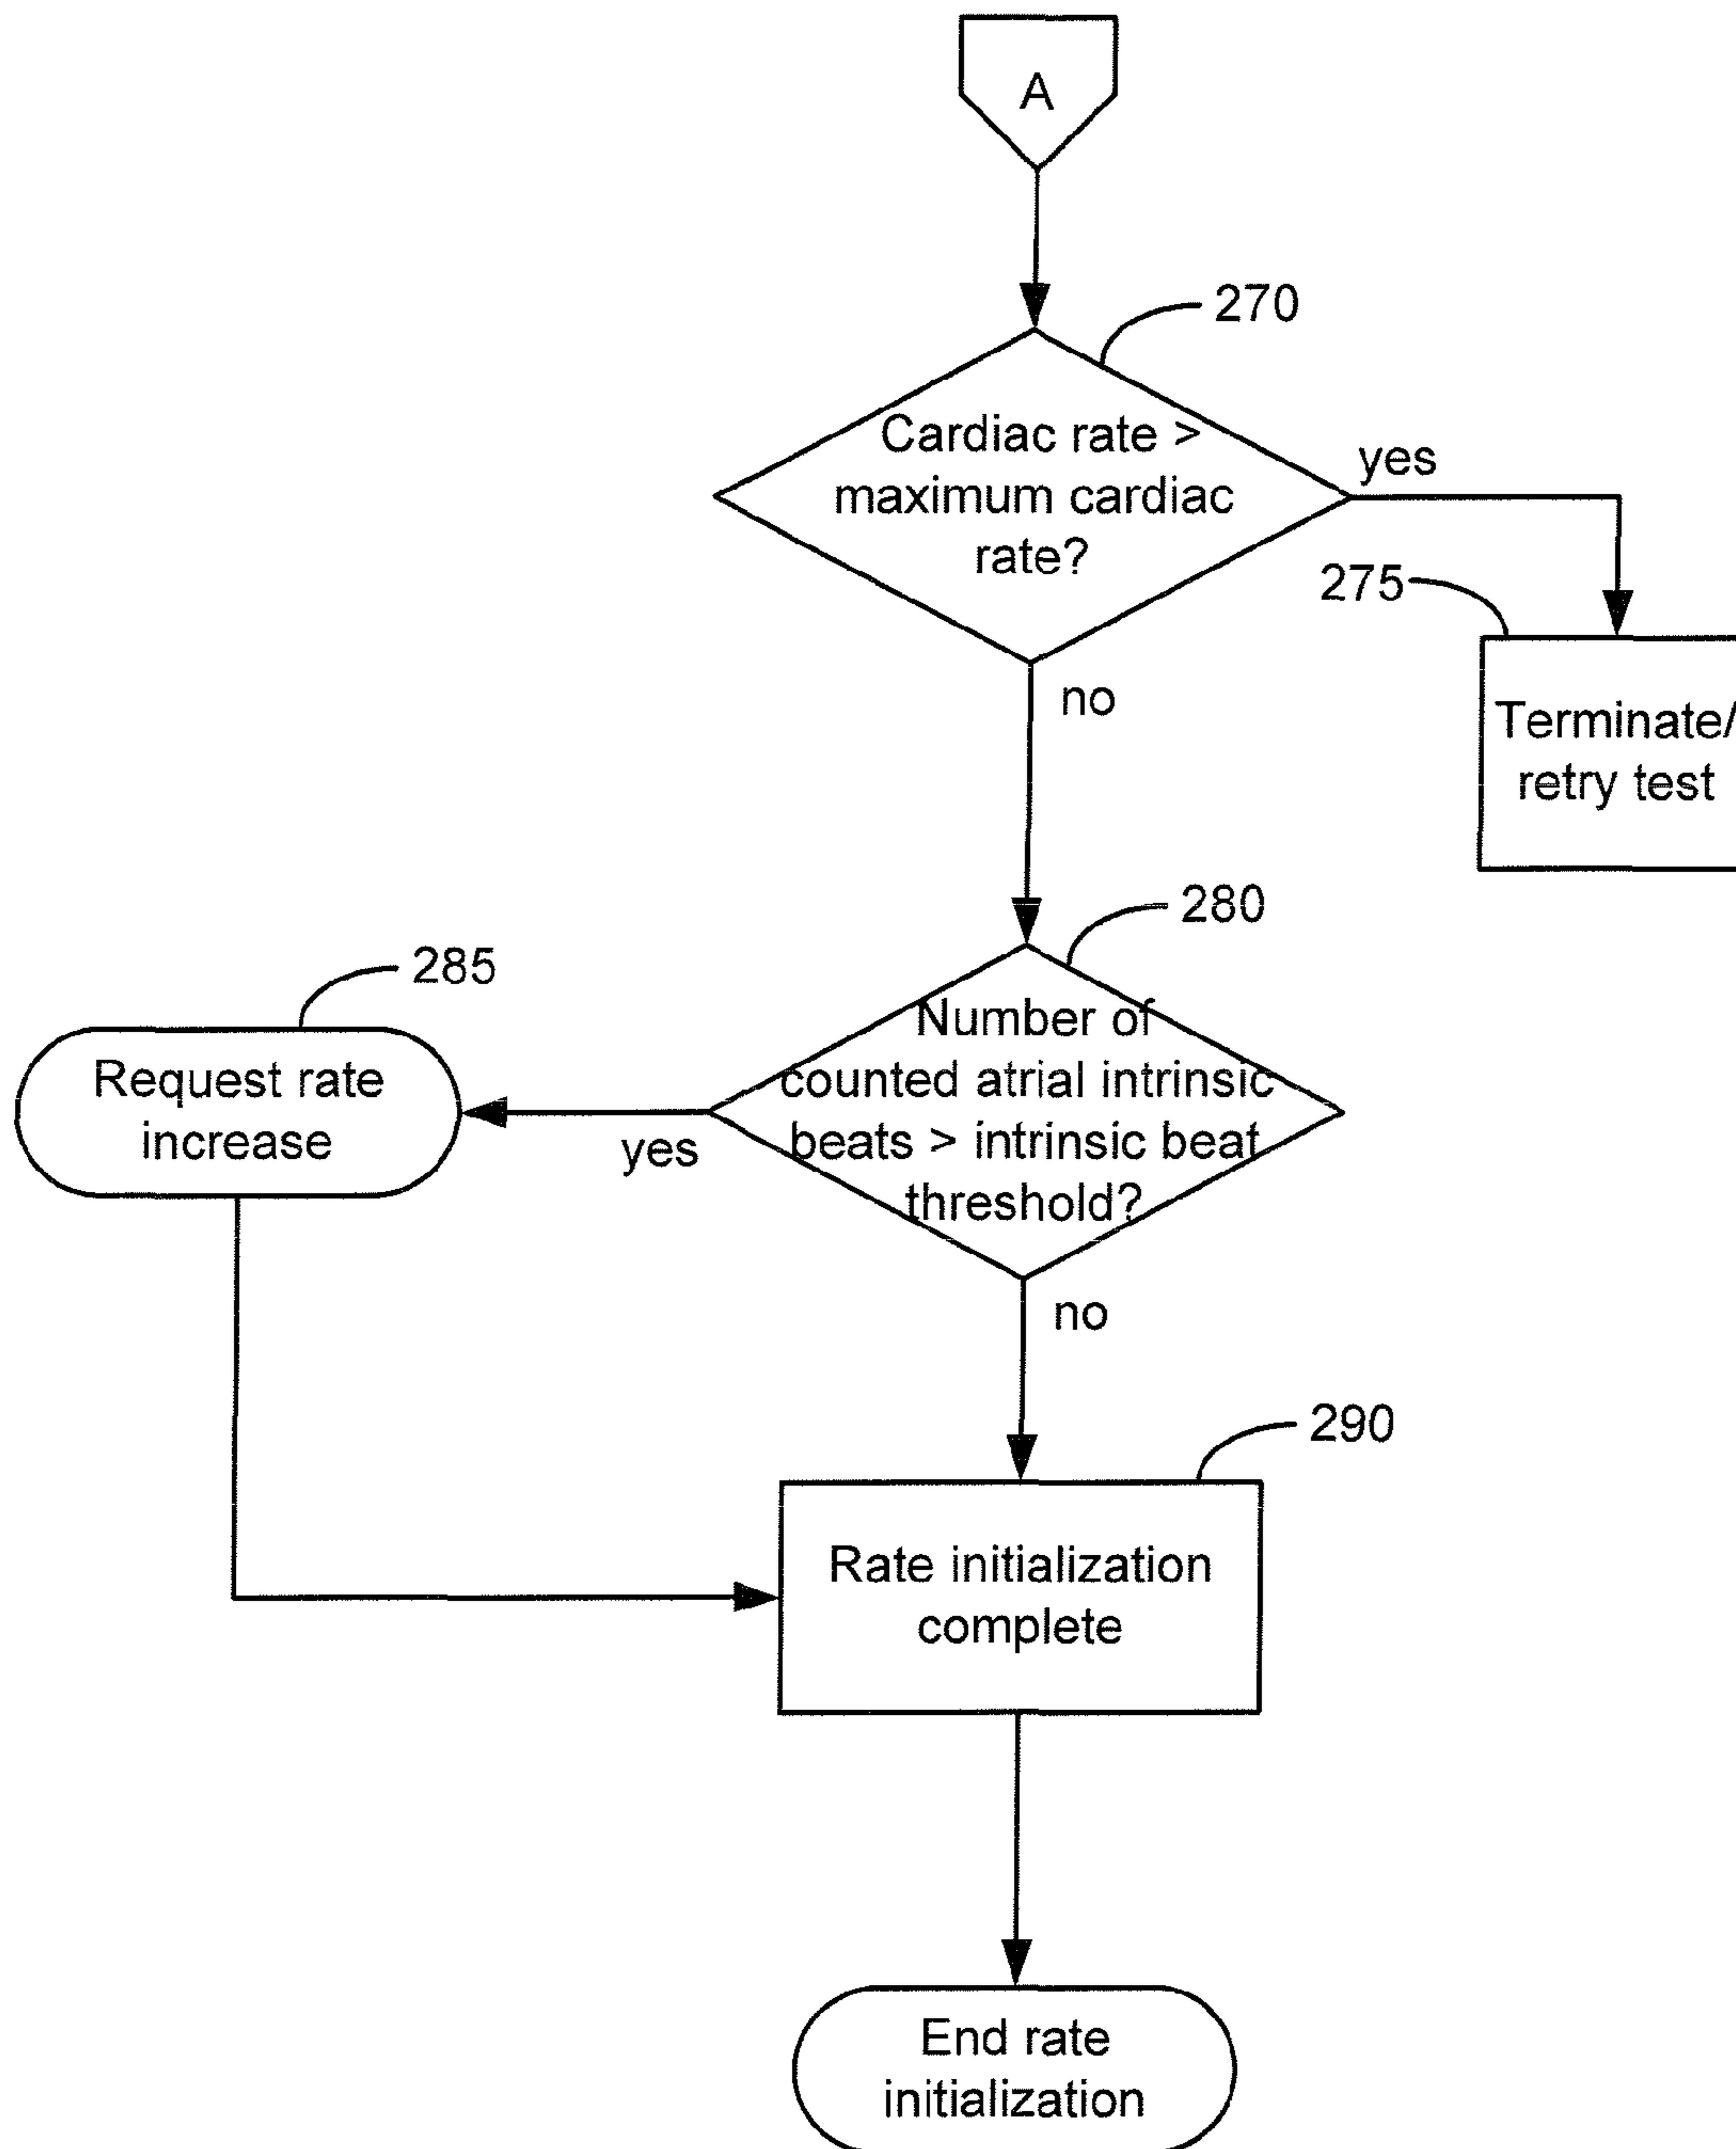 A
270
Cardiac rate >
maximum cardiac
rate?
yes
275
Terminate/
retry test
no
280
Number of
counted atrial intrinsic
beats > intrinsic beat
threshold?
yes
285
Request rate
increase
no
290
Rate initialization
complete
End rate
initialization